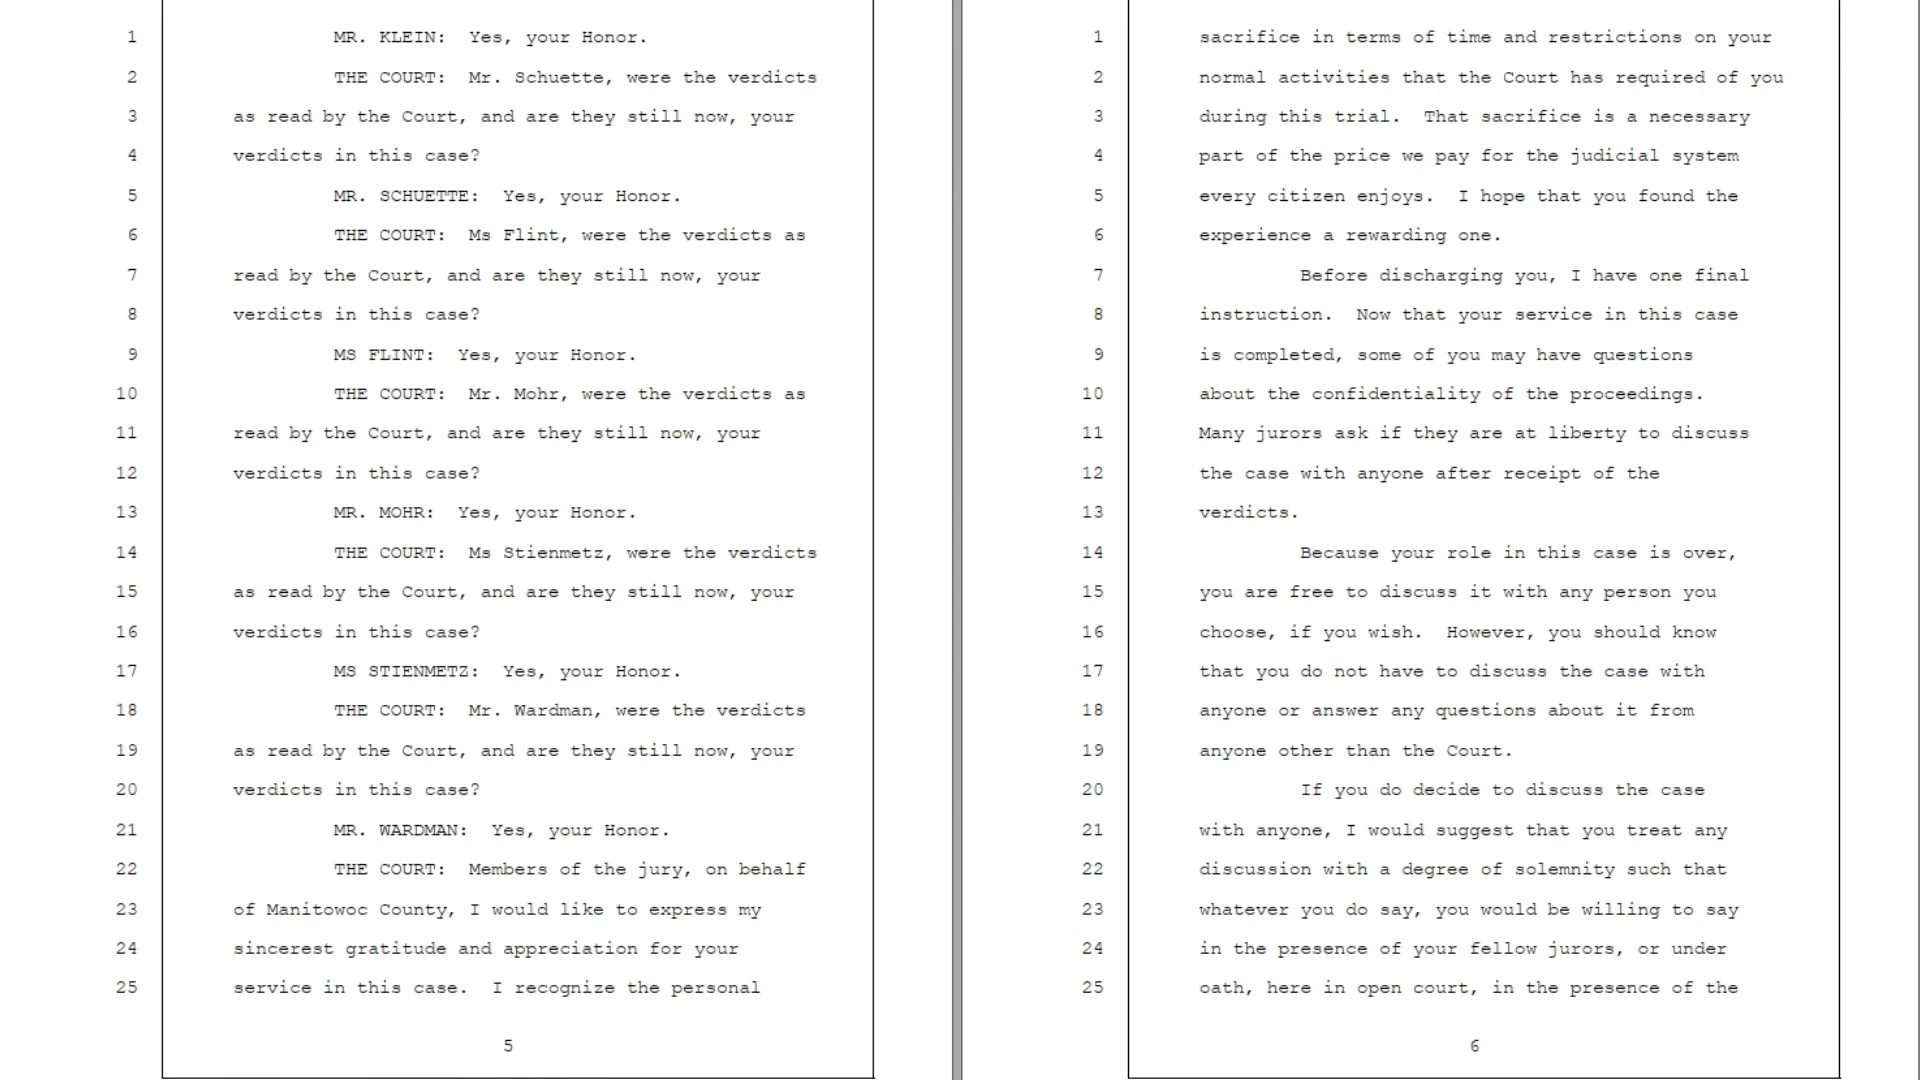 1 MR. KLEIN:  Yes, your Honor.
2 THE COURT:  Mr. Schuette, were the verdicts
3 as read by the Court, and are they still now, your
4 verdicts in this case?
5 MR. SCHUETTE:  Yes, your Honor.
6 THE COURT:  Ms Flint, were the verdicts as
7 read by the Court, and are they still now, your
8 verdicts in this case?
9 MS FLINT:  Yes, your Honor.
10 THE COURT:  Mr. Mohr, were the verdicts as
11 read by the Court, and are they still now, your
12 verdicts in this case?
13 MR. MOHR:  Yes, your Honor.
14 THE COURT:  Ms Stienmetz, were the verdicts
15 as read by the Court, and are they still now, your
16 verdicts in this case?
17 MS STIENMETZ:  Yes, your Honor.
18 THE COURT:  Mr. Wardman, were the verdicts
19 as read by the Court, and are they still now, your
20 verdicts in this case?
21 MR. WARDMAN:  Yes, your Honor.
22 THE COURT:  Members of the jury, on behalf
23 of Manitowoc County, I would like to express my
24 sincerest gratitude and appreciation for your
25 service in this case.  I recognize the personal
5
1 sacrifice in terms of time and restrictions on your
2 normal activities that the Court has required of you
3 during this trial.  That sacrifice is a necessary
4 part of the price we pay for the judicial system
5 every citizen enjoys.  I hope that you found the
6 experience a rewarding one.
7 Before discharging you, I have one final
8 instruction.  Now that your service in this case
9 is completed, some of you may have questions
10 about the confidentiality of the proceedings.
11 Many jurors ask if they are at liberty to discuss
12 the case with anyone after receipt of the
13 verdicts.
14 Because your role in this case is over,
15 you are free to discuss it with any person you
16 choose, if you wish.  However, you should know
17 that you do not have to discuss the case with
18 anyone or answer any questions about it from
19 anyone other than the Court.
20 If you do decide to discuss the case
21 with anyone, I would suggest that you treat any
22 discussion with a degree of solemnity such that
23 whatever you do say, you would be willing to say
24 in the presence of your fellow jurors, or under
25 oath, here in open court, in the presence of the
6